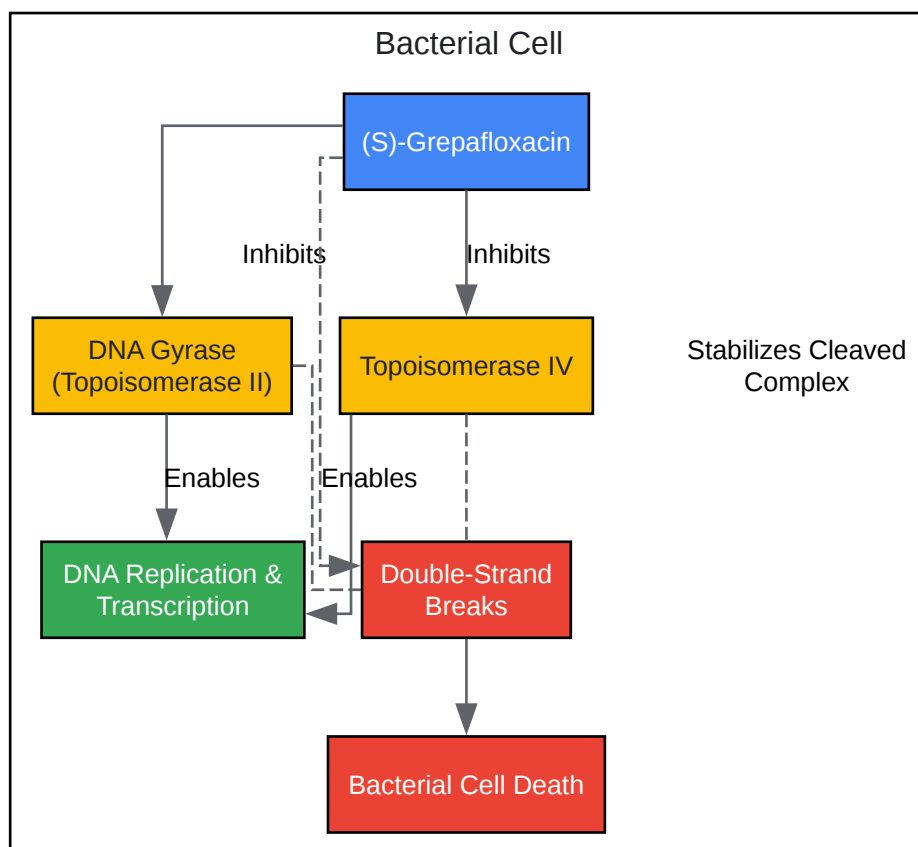 Bacterial Cell
(S)-Grepafloxacin
Inhibits
Inhibits
DNA Gyrase
(Topoisomerase II)
Topoisomerase IV
Stabilizes Cleaved
Complex
Enables
Enables
DNA Replication &
Transcription
Double-Strand
Breaks
Bacterial Cell Death